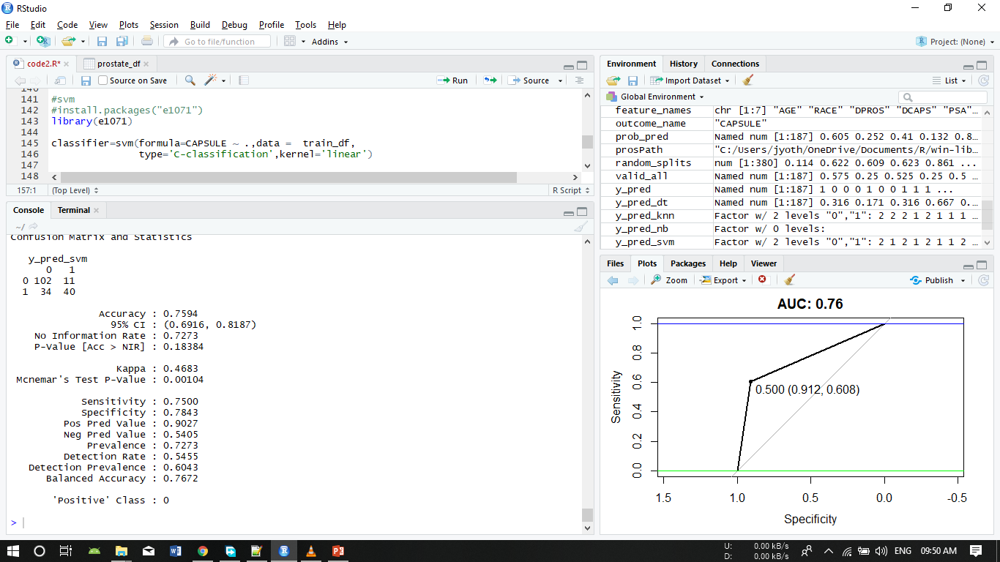 RStudio
File Edit Code View Plots Session Build Debug Profile Tools Help
Go to file/function Addins Project: (None)
code2.R* prostate_df
Source on Save Run Source
140
141 #svm
142 #install.packages("e1071")
143 library(e1071)
144
145 classifier=svm(formula=CAPSULE ~ .,data = train_df,
146 type='C-classification',kernel='linear')
147
148
157:1 (Top Level) R Script
Console Terminal
~/
Confusion Matrix and Statistics
y_pred_svm
0 1
0 102 11
1 34 40
Accuracy : 0.7594
95% CI : (0.6916, 0.8187)
No Information Rate : 0.7273
P-Value [Acc > NIR] : 0.18384
Kappa : 0.4683
Mcnemar's Test P-Value : 0.00104
Sensitivity : 0.7500
Specificity : 0.7843
Pos Pred Value : 0.9027
Neg Pred Value : 0.5405
Prevalence : 0.7273
Detection Rate : 0.5455
Detection Prevalence : 0.6043
Balanced Accuracy : 0.7672
'Positive' Class : 0
>
Environment History Connections
Import Dataset List
Global Environment
feature_names chr [1:7] "AGE" "RACE" "DPROS" "DCAPS" "PSA"…
outcome_name "CAPSULE"
prob_pred Named num [1:187] 0.605 0.252 0.41 0.132 0.8…
prosPath "C:/Users/jyoth/OneDrive/Documents/R/win-lib…
random_splits num [1:380] 0.114 0.622 0.609 0.623 0.861 ...
valid_all Named num [1:187] 0.575 0.25 0.525 0.25 0.5 …
y_pred Named num [1:187] 1 0 0 0 1 0 0 1 1 1 ...
y_pred_dt Named num [1:187] 0.316 0.171 0.316 0.667 0.…
y_pred_knn Factor w/ 2 levels "0","1": 2 2 2 1 2 1 1 1 …
y_pred_nb Factor w/ 0 levels:
y_pred_svm Factor w/ 2 levels "0","1": 2 1 2 1 2 1 1 2 …
Files Plots Packages Help Viewer
Zoom Export Publish
AUC: 0.76
Sensitivity
1.0
0.8
0.6
0.4
0.2
0.0
0.500 (0.912, 0.608)
1.5 1.0 0.5 0.0 -0.5
Specificity
U: 0.00 kB/s
D: 0.00 kB/s
ENG 09:50 AM